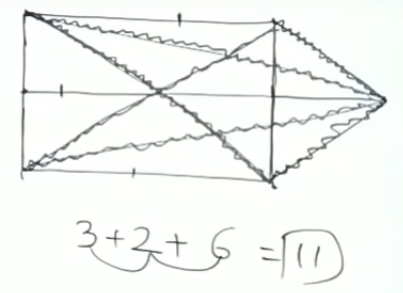 3+2+6 = 11